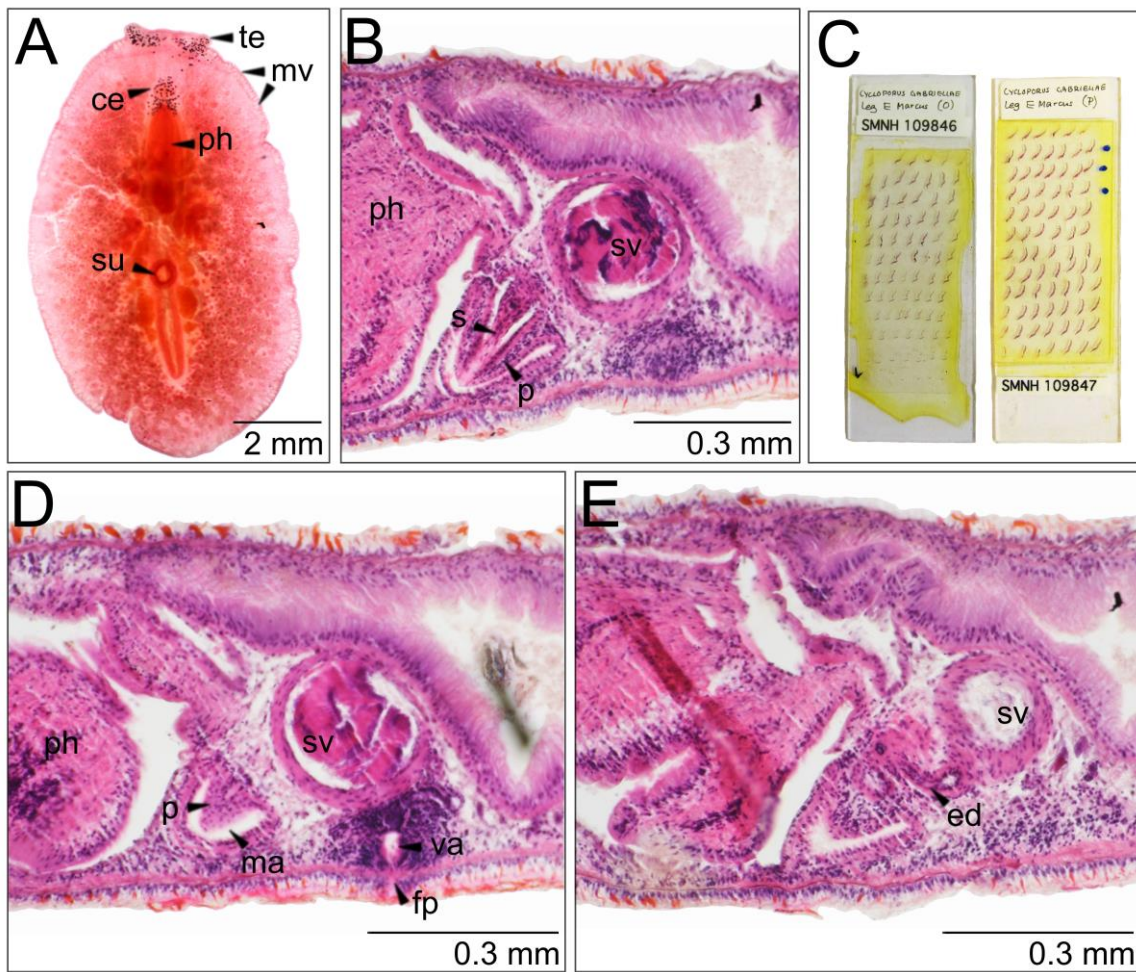 A
te
mv
ce
ph
su
2 mm
B
ph
sv
s
p
0.3 mm
C
CYCLOPORUS GABRIELLAE
Leg E Marcus (O)
SMNH 109846
CYCLOPORUS GABRIELLAE
Leg E Marcus (P)
SMNH 109847
D
ph
sv
p
ma
va
fp
0.3 mm
E
sv
ed
0.3 mm